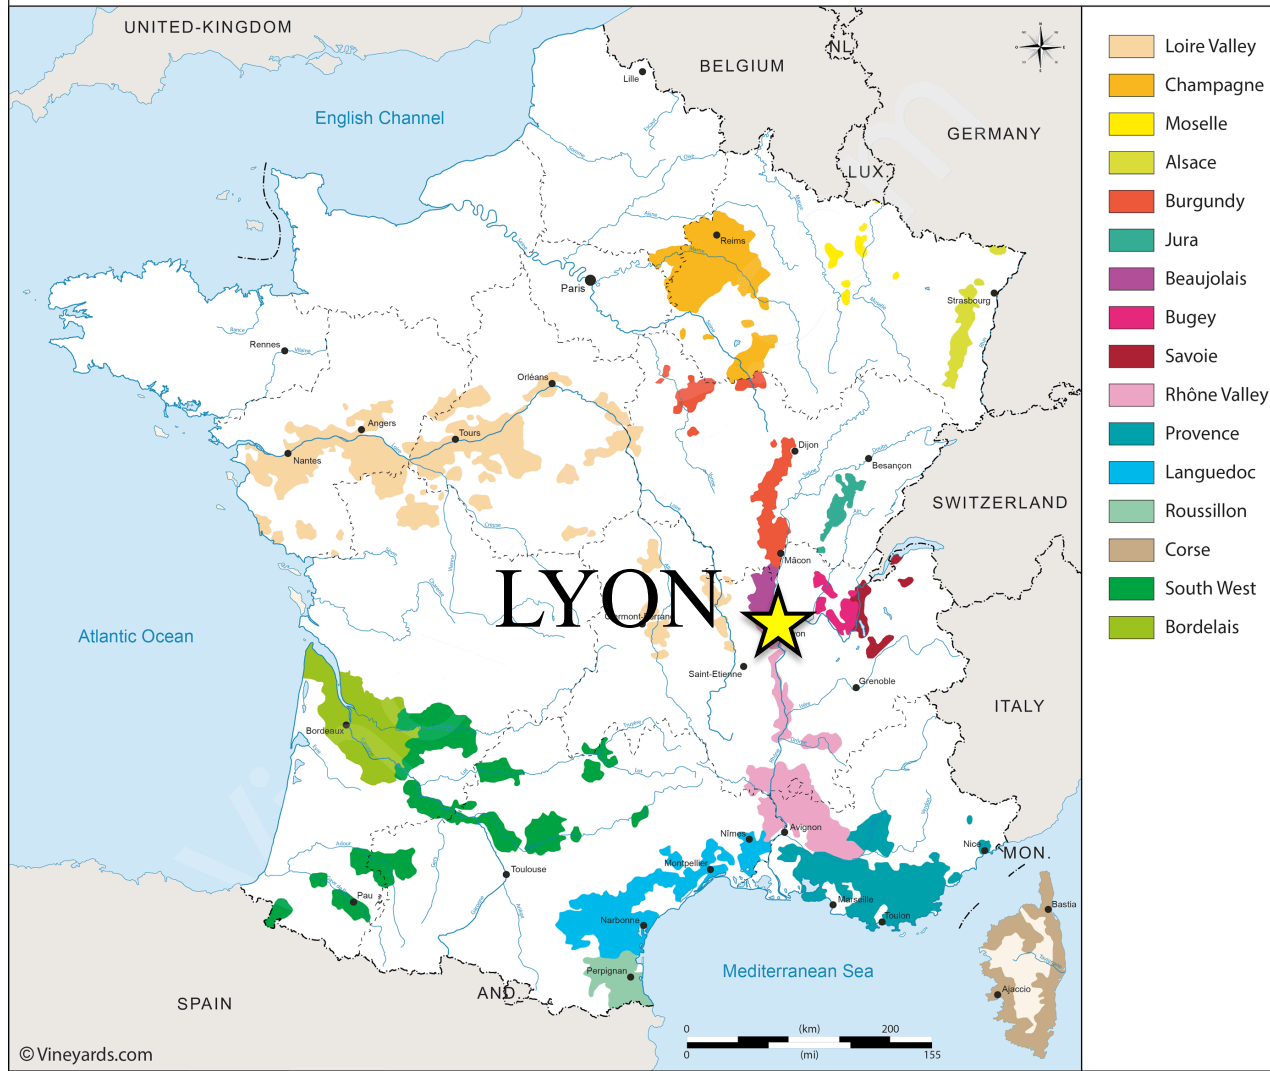 UNITED-KINGDOM
BELGIUM
NL.
GERMANY
LUX.
SWITZERLAND
ITALY
MON.
SPAIN
AND.
English Channel
Atlantic Ocean
Mediterranean Sea
Lille
Reims
Paris
Strasbourg
Rennes
Orléans
Angers
Tours
Nantes
Dijon
Besançon
Mâcon
LYON
Saint-Etienne
Grenoble
Bordeaux
Avignon
Nîmes
Montpellier
Nice
Toulouse
Pau
Marseille
Toulon
Narbonne
Perpignan
Bastia
Ajaccio
Loire Valley
Champagne
Moselle
Alsace
Burgundy
Jura
Beaujolais
Bugey
Savoie
Rhône Valley
Provence
Languedoc
Roussillon
Corse
South West
Bordelais
0 (km) 200
0 (mi) 155
© Vineyards.com